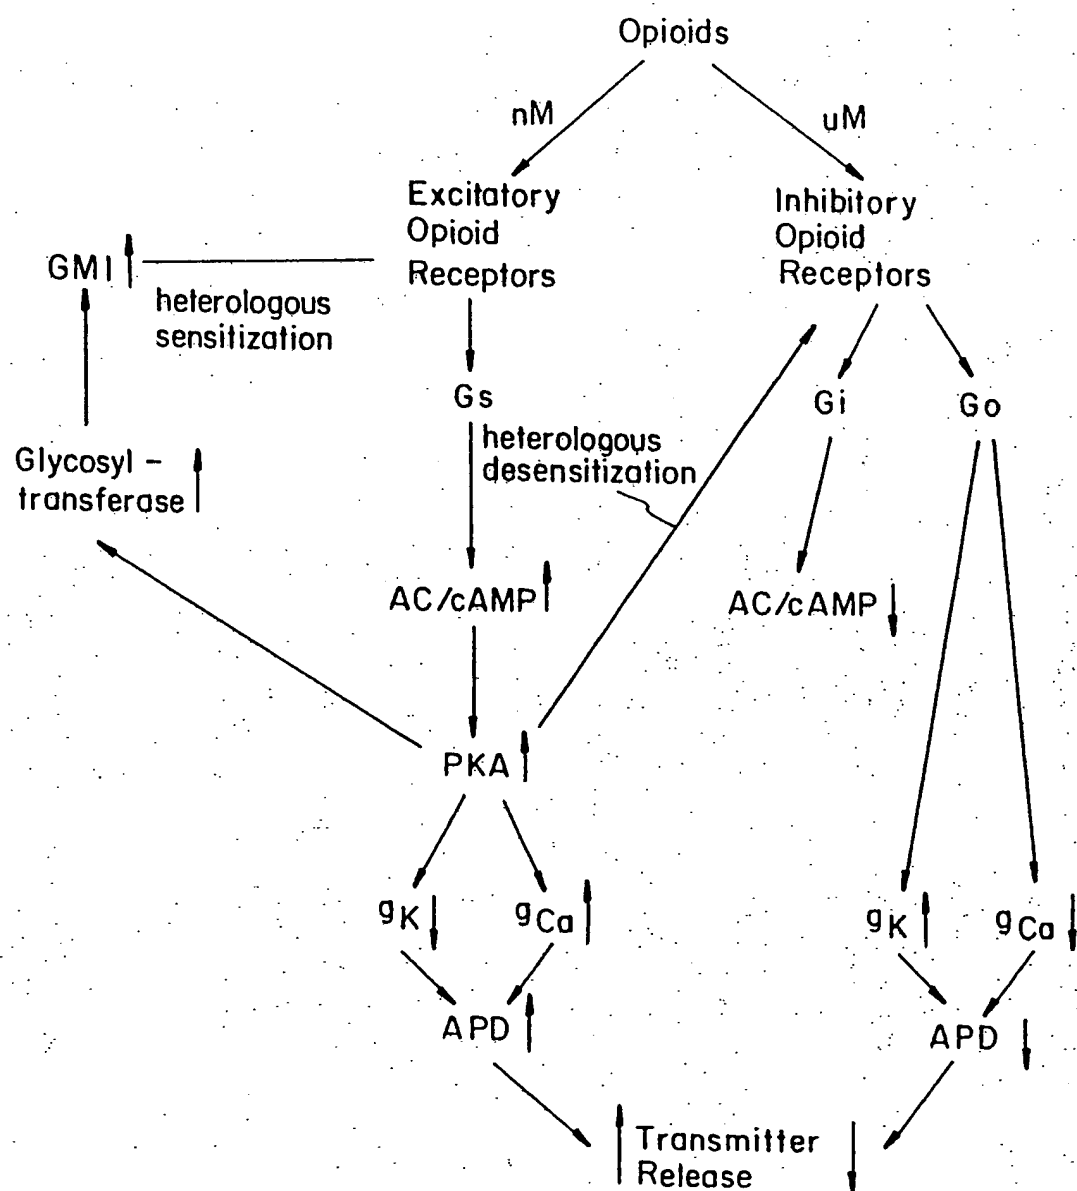 Opioids
nM
uM
Excitatory
Opioid
Receptors
Inhibitory
Opioid
Receptors
GM1
heterologous
sensitization
Gs
Gi
Go
heterologous
desensitization
Glycosyl-
transferase
AC/cAMP
AC/cAMP
PKA
gK
gCa
gK
gCa
APD
APD
Transmitter
Release